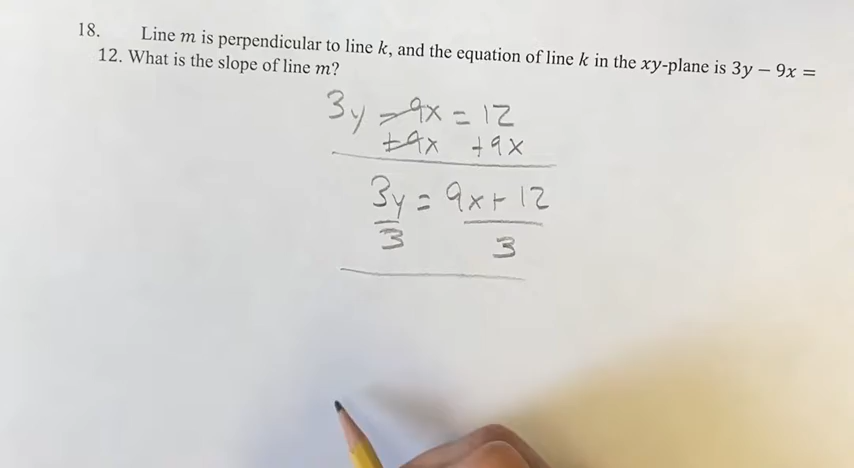 18. Line m is perpendicular to line k, and the equation of line k in the xy-plane is 3y − 9x =
12. What is the slope of line m?
3y - 9x = 12
+9x +9x
3y = 9x + 12
3 3